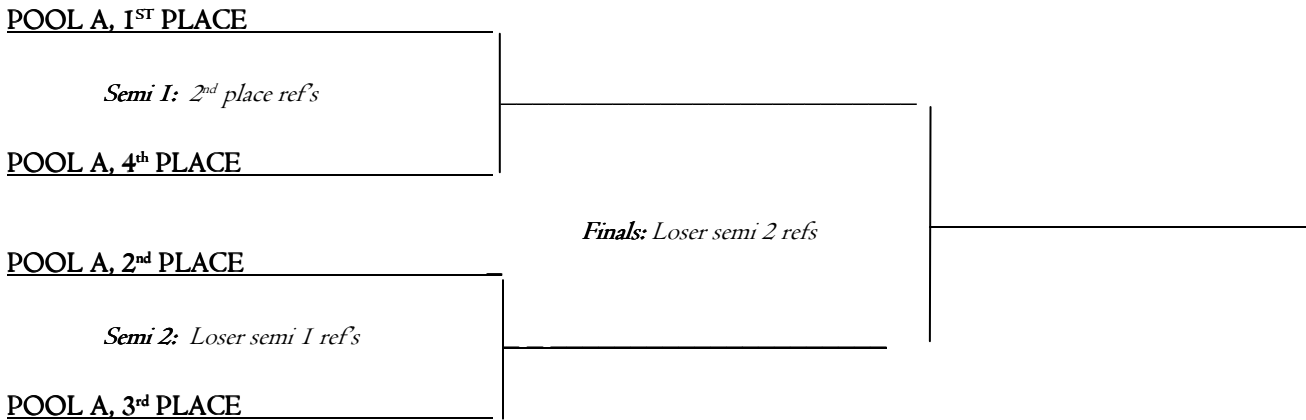 POOL A, 1ST PLACE
Semi 1: 2nd place ref's
POOL A, 4th PLACE
Finals: Loser semi 2 refs
POOL A, 2nd PLACE
Semi 2: Loser semi 1 ref's
POOL A, 3rd PLACE